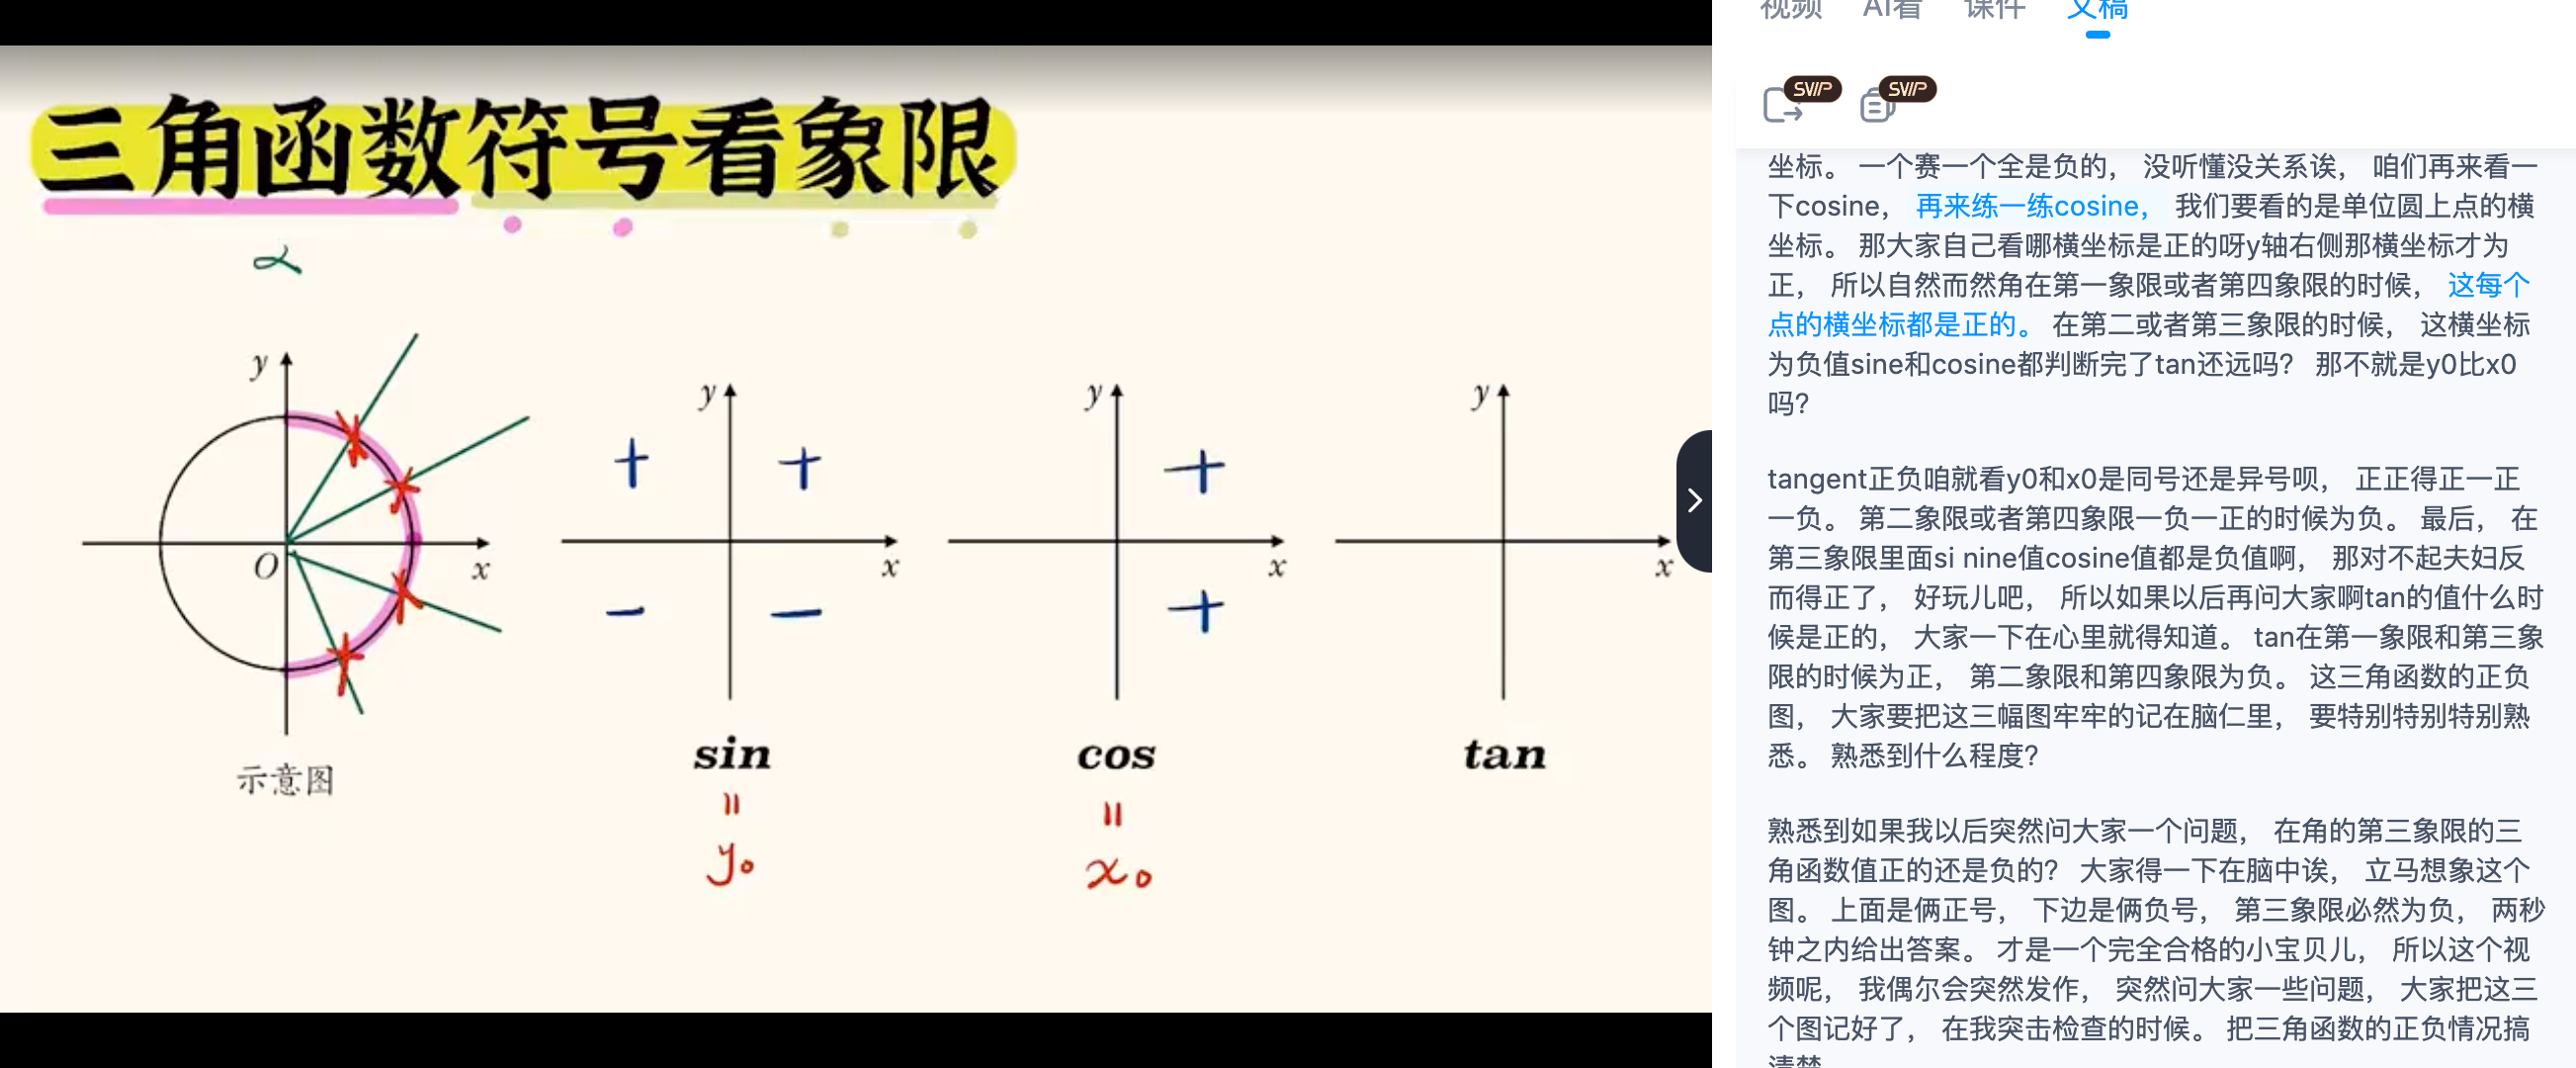 三角函数符号看象限
α
y
O
x
示意图
y
+ +
x
- -
sin
=
y₀
y
+
x
+
cos
=
x₀
y
x
tan
视频 AI看 课件 文稿
SVIP SVIP
坐标。 一个赛一个全是负的， 没听懂没关系诶， 咱们再来看一
下cosine， 再来练一练cosine， 我们要看的是单位圆上点的横
坐标。 那大家自己看哪横坐标是正的呀y轴右侧那横坐标才为
正， 所以自然而然角在第一象限或者第四象限的时候， 这每个
点的横坐标都是正的。 在第二或者第三象限的时候， 这横坐标
为负值sine和cosine都判断完了tan还远吗？ 那不就是y0比x0
吗？
tangent正负咱就看y0和x0是同号还是异号呗， 正正得正一正
一负。 第二象限或者第四象限一负一正的时候为负。 最后， 在
第三象限里面si nine值cosine值都是负值啊， 那对不起夫妇反
而得正了， 好玩儿吧， 所以如果以后再问大家啊tan的值什么时
候是正的， 大家一下在心里就得知道。 tan在第一象限和第三象
限的时候为正， 第二象限和第四象限为负。 这三角函数的正负
图， 大家要把这三幅图牢牢的记在脑仁里， 要特别特别特别熟
悉。 熟悉到什么程度？
熟悉到如果我以后突然问大家一个问题， 在角的第三象限的三
角函数值正的还是负的？ 大家得一下在脑中诶， 立马想象这个
图。 上面是俩正号， 下边是俩负号， 第三象限必然为负， 两秒
钟之内给出答案。 才是一个完全合格的小宝贝儿， 所以这个视
频呢， 我偶尔会突然发作， 突然问大家一些问题， 大家把这三
个图记好了， 在我突击检查的时候。 把三角函数的正负情况搞
清楚